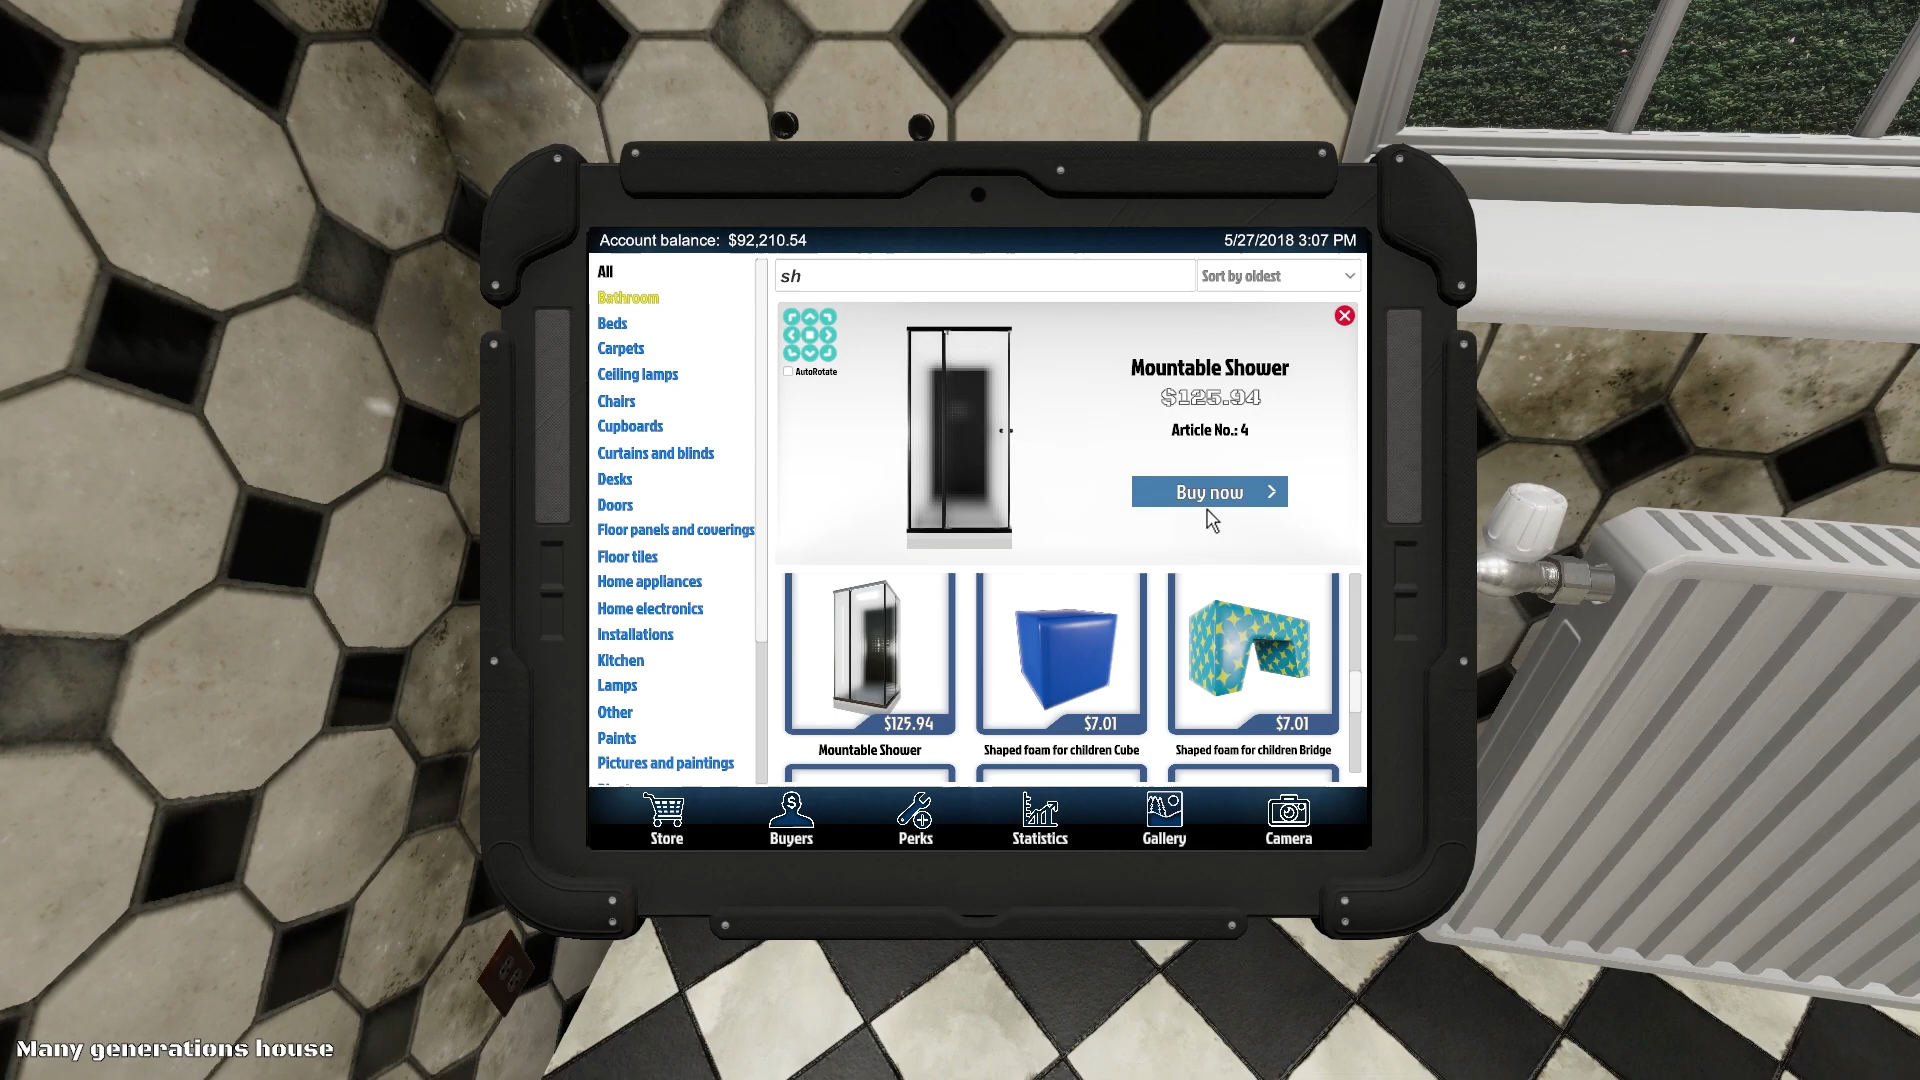 Account balance: $92,210.54
5/27/2018 3:07 PM
All
Bathroom
Beds
Carpets
Ceiling lamps
Chairs
Cupboards
Curtains and blinds
Desks
Doors
Floor panels and coverings
Floor tiles
Home appliances
Home electronics
Installations
Kitchen
Lamps
Other
Paints
Pictures and paintings
sh
Sort by oldest
AutoRotate
Mountable Shower
$125.94
Article No.: 4
Buy now
$125.94
Mountable Shower
$7.01
Shaped foam for children Cube
$7.01
Shaped foam for children Bridge
Store
Buyers
Perks
Statistics
Gallery
Camera
Many generations house